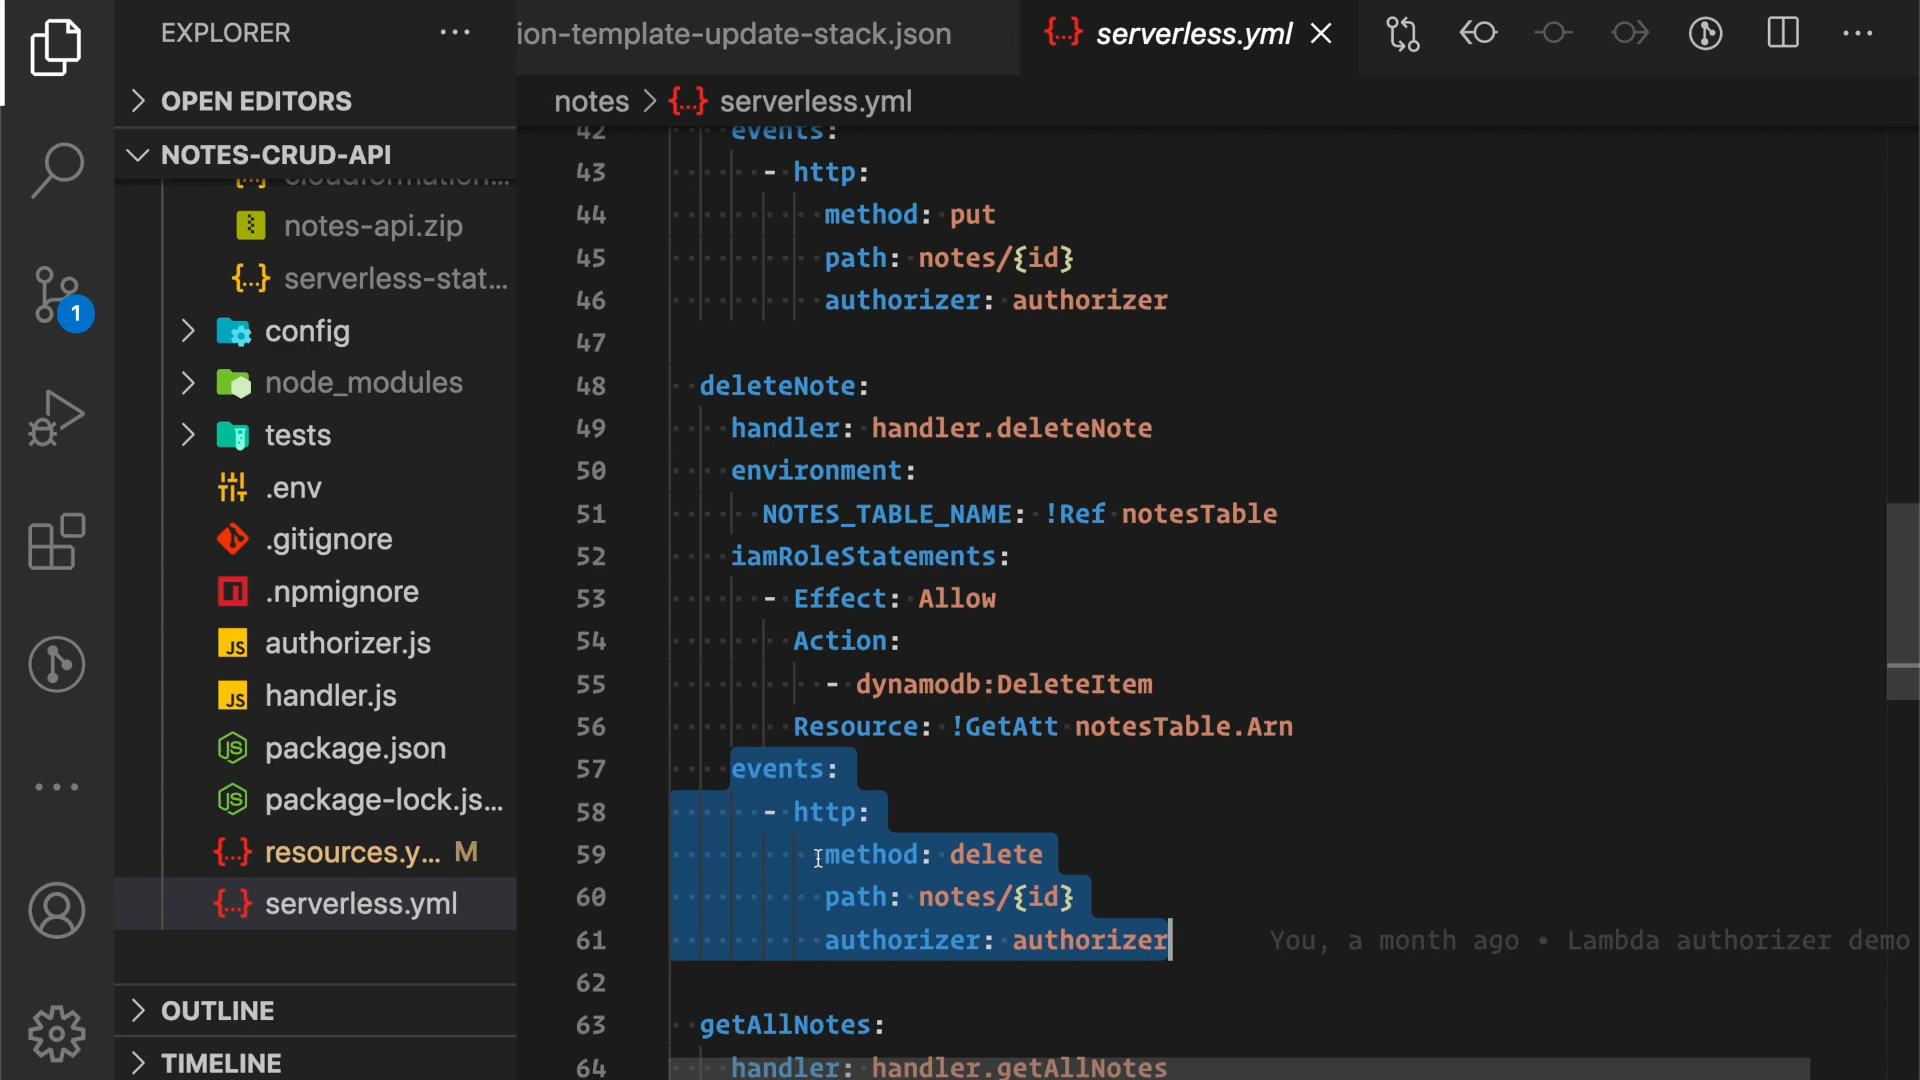 EXPLORER
OPEN EDITORS
NOTES-CRUD-API
cloudformation...
notes-api.zip
serverless-stat...
config
node_modules
tests
.env
.gitignore
.npmignore
authorizer.js
handler.js
package.json
package-lock.js...
resources.y... M
serverless.yml
OUTLINE
TIMELINE
1
ion-template-update-stack.json
{...} serverless.yml
notes > {...} serverless.yml
42 events:
43 - http:
44 method: put
45 path: notes/{id}
46 authorizer: authorizer
47
48 deleteNote:
49 handler: handler.deleteNote
50 environment:
51 NOTES_TABLE_NAME: !Ref notesTable
52 iamRoleStatements:
53 - Effect: Allow
54 Action:
55 - dynamodb:DeleteItem
56 Resource: !GetAtt notesTable.Arn
57 events:
58 - http:
59 method: delete
60 path: notes/{id}
61 authorizer: authorizer You, a month ago • Lambda authorizer demo
62
63 getAllNotes:
64 handler: handler.getAllNotes